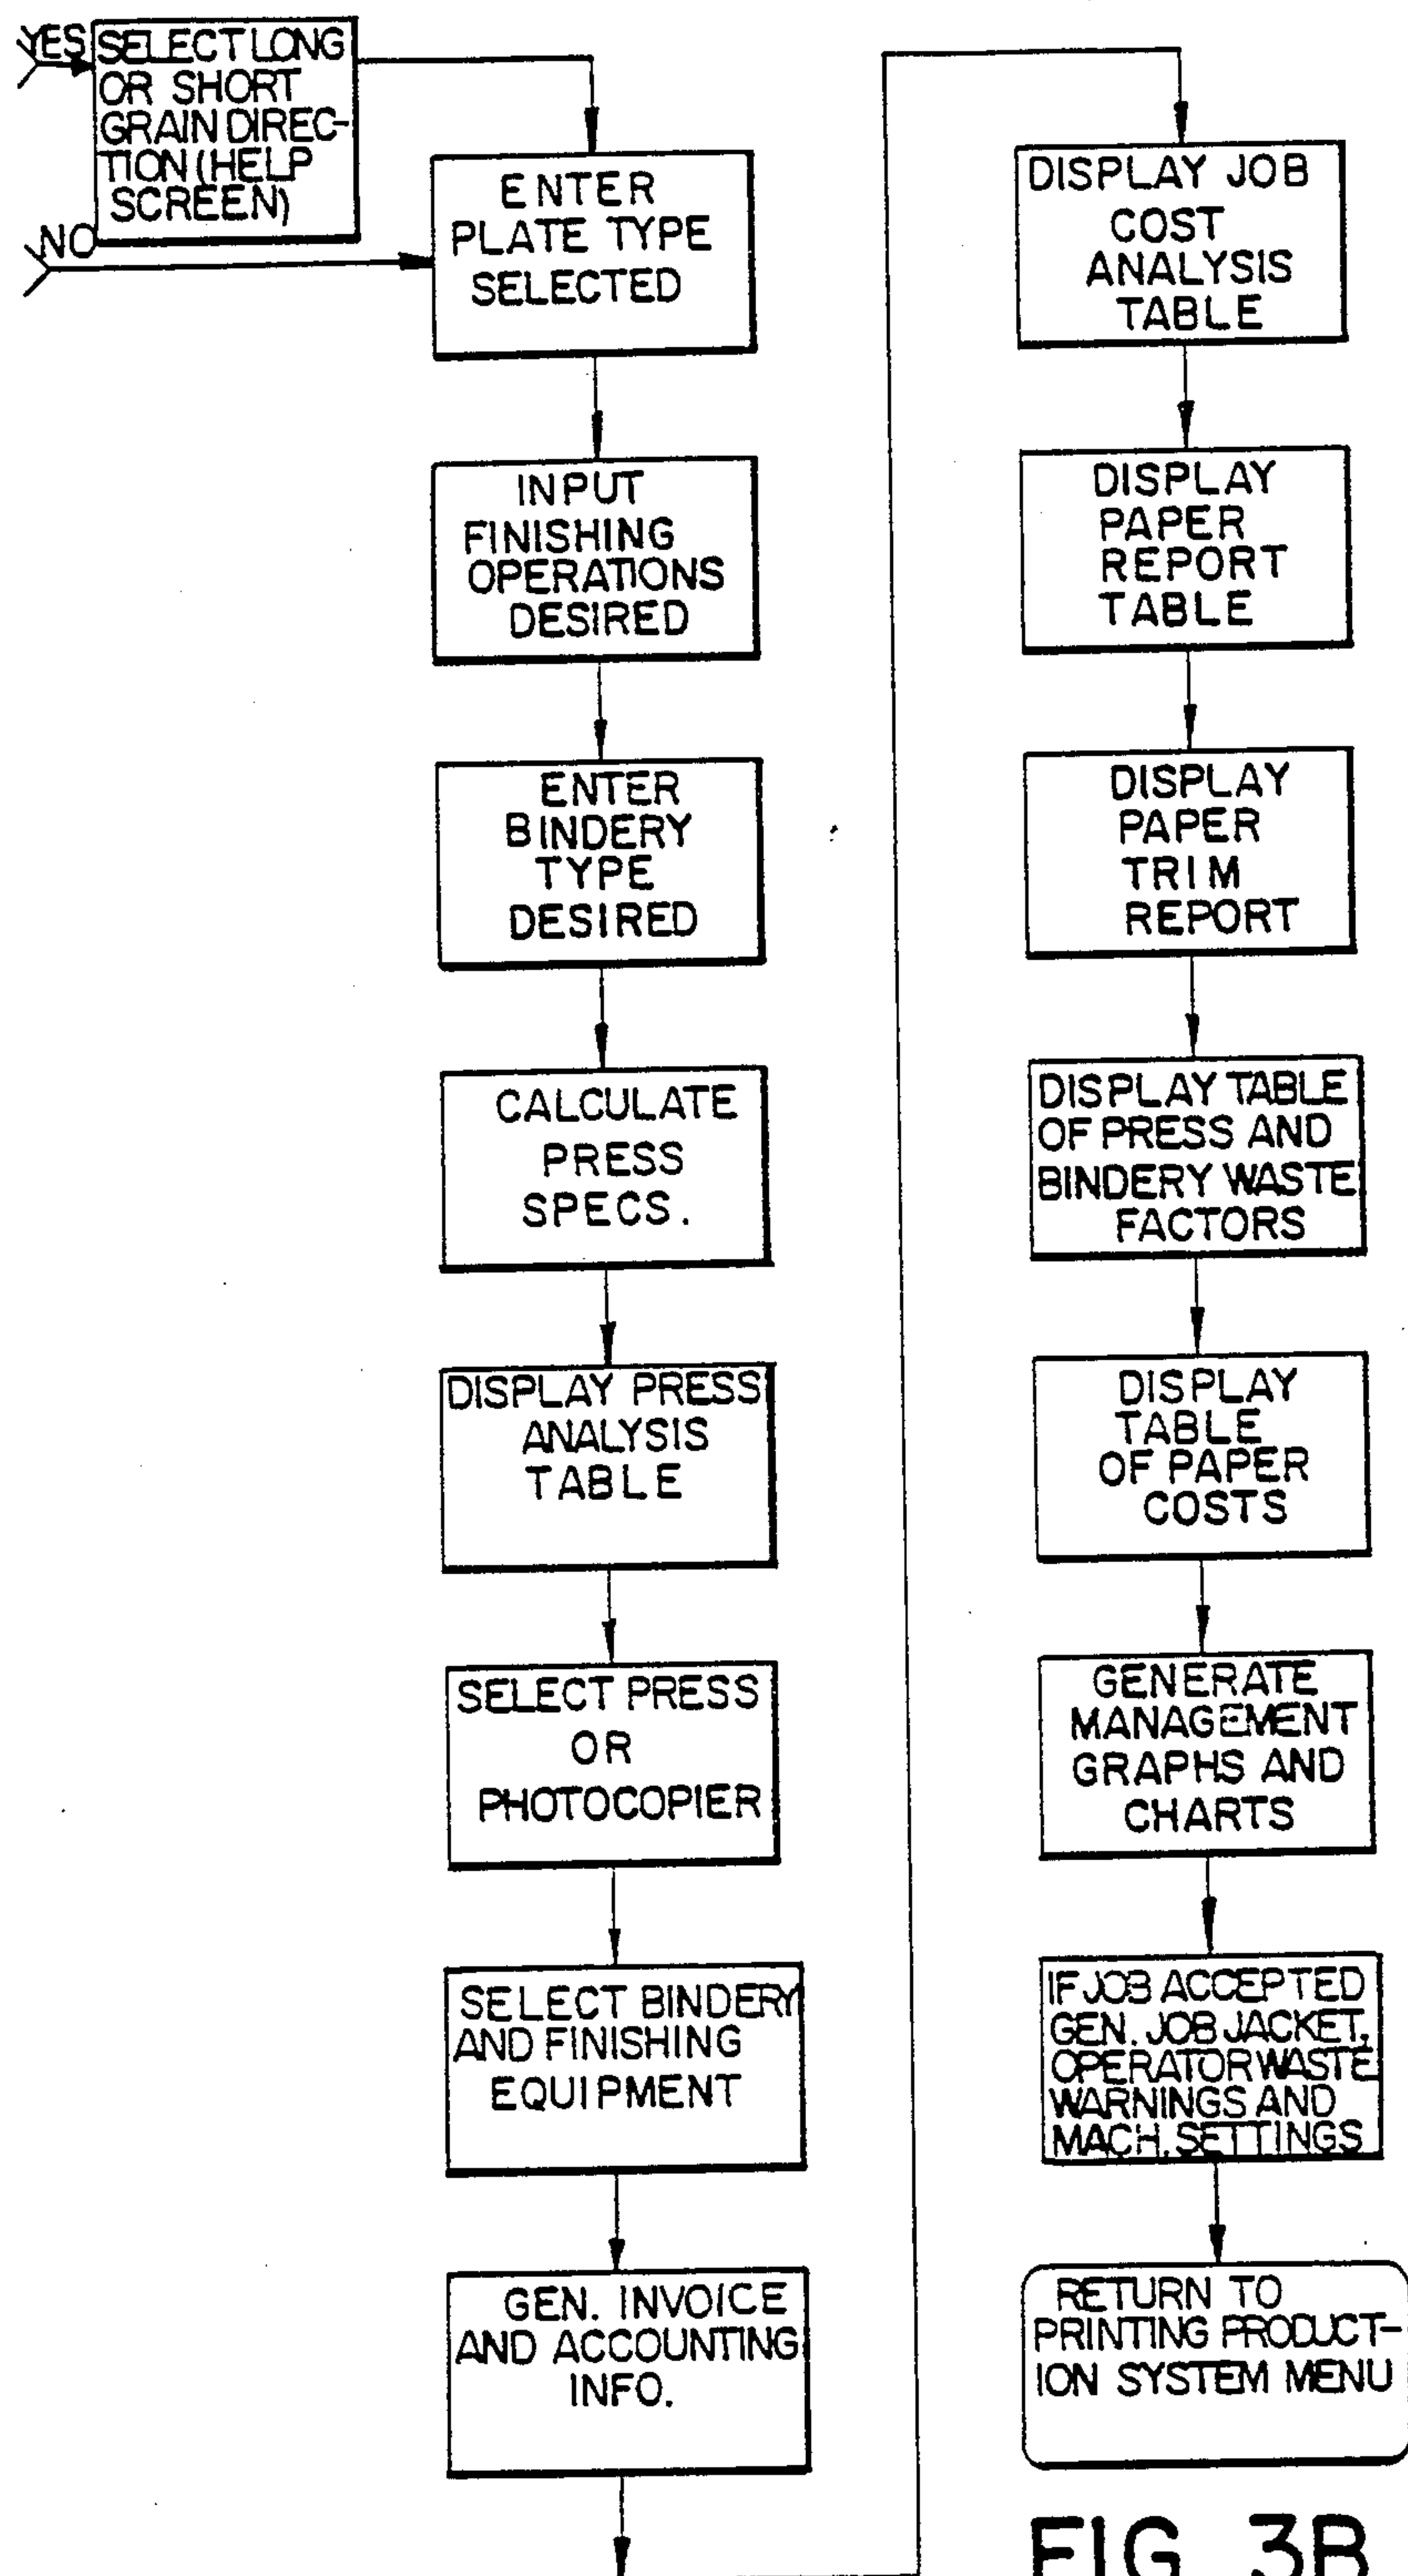 YES
SELECT LONG
OR SHORT
GRAIN DIREC-
TION (HELP
SCREEN)
NO
ENTER
PLATE TYPE
SELECTED
INPUT
FINISHING
OPERATIONS
DESIRED
ENTER
BINDERY
TYPE
DESIRED
CALCULATE
PRESS
SPECS.
DISPLAY PRESS
ANALYSIS
TABLE
SELECT PRESS
OR
PHOTOCOPIER
SELECT BINDERY
AND FINISHING
EQUIPMENT
GEN. INVOICE
AND ACCOUNTING
INFO.
DISPLAY JOB
COST
ANALYSIS
TABLE
DISPLAY
PAPER
REPORT
TABLE
DISPLAY
PAPER
TRIM
REPORT
DISPLAY TABLE
OF PRESS AND
BINDERY WASTE
FACTORS
DISPLAY
TABLE
OF PAPER
COSTS
GENERATE
MANAGEMENT
GRAPHS AND
CHARTS
IF JOB ACCEPTED
GEN. JOB JACKET,
OPERATOR WASTE
WARNINGS AND
MACH. SETTINGS
RETURN TO
PRINTING PRODUCT-
ION SYSTEM MENU
FIG. 3B